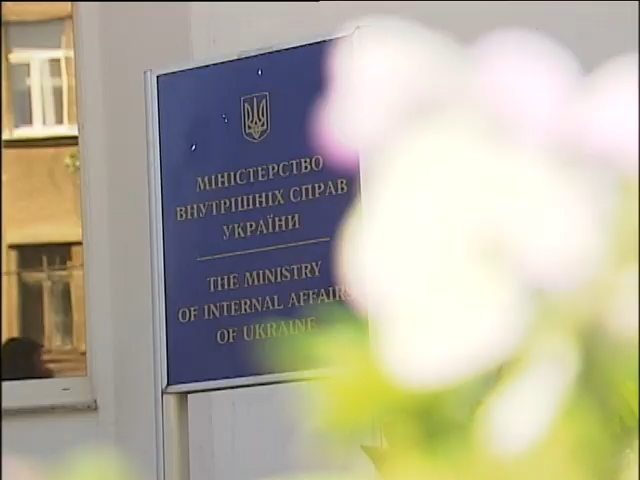 МІНІСТЕРСТВО
ВНУТРІШНІХ СПРАВ
УКРАЇНИ
THE MINISTRY
OF INTERNAL AFFAIRS
OF UKRAINE